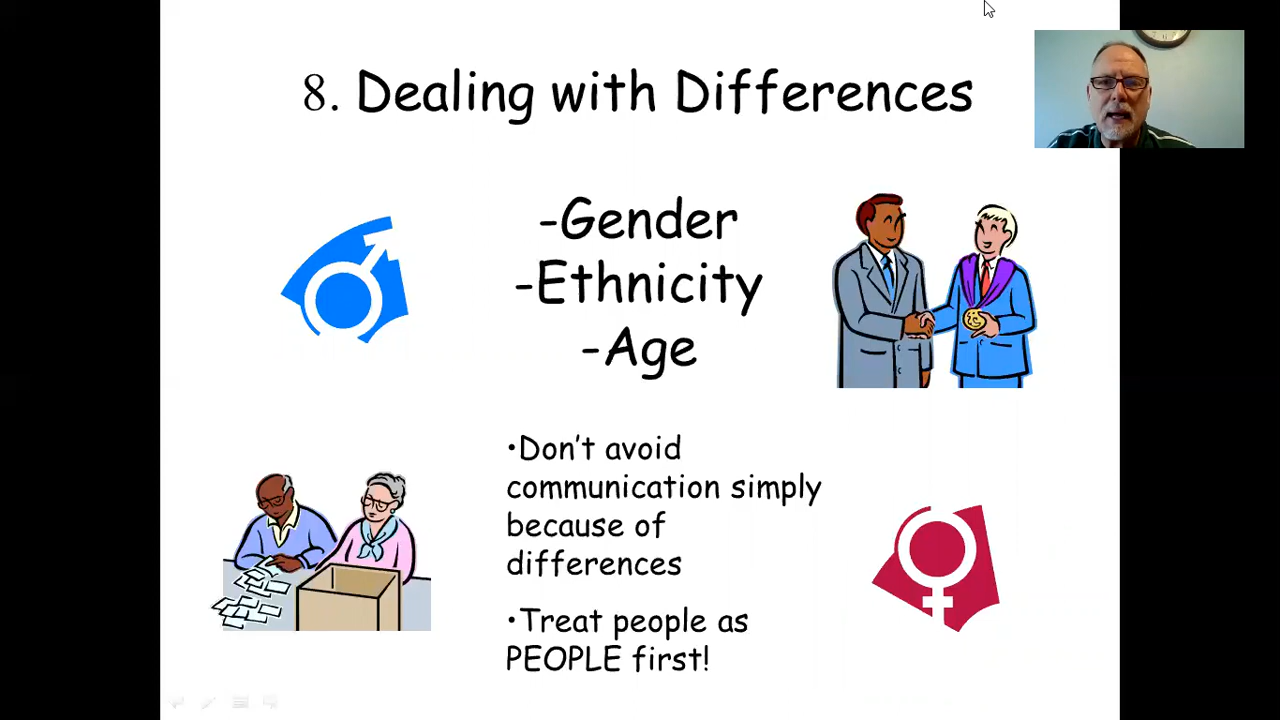 8. Dealing with Differences
-Gender
-Ethnicity
-Age
•Don't avoid
communication simply
because of
differences
•Treat people as
PEOPLE first!